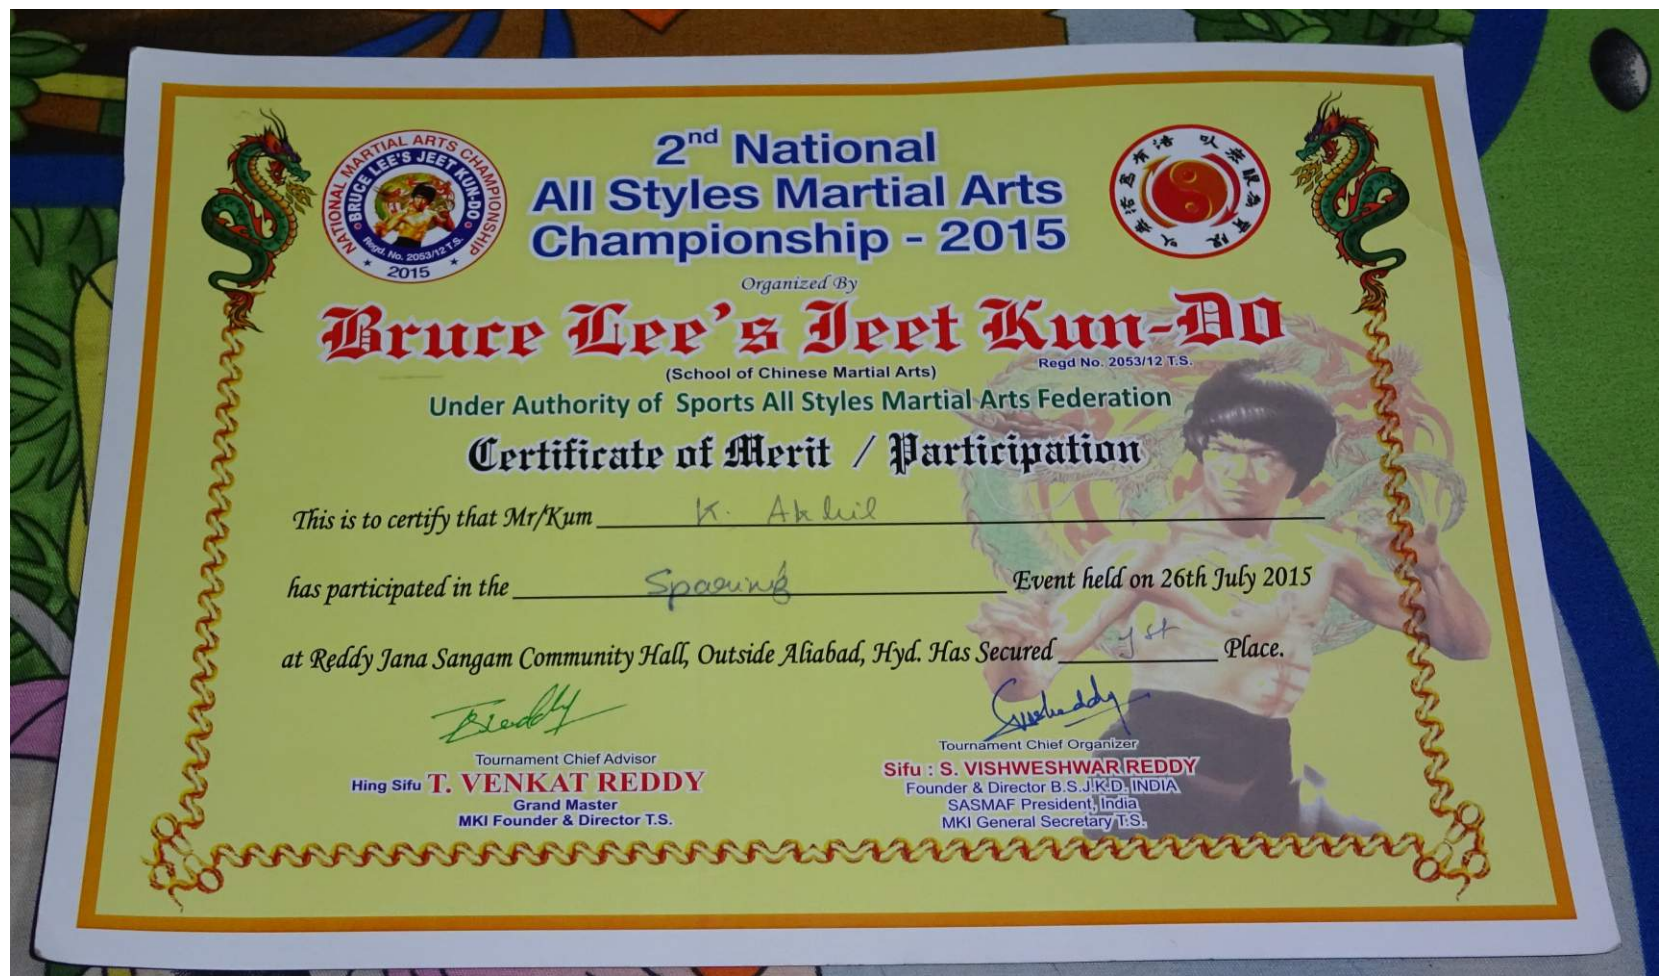 2nd National
All Styles Martial Arts
Championship - 2015
NATIONAL MARTIAL ARTS CHAMPIONSHIP
BRUCE LEE'S JEET KUN-DO
Regd. No. 2053/12 T.S.
2015
Organized By
Bruce Lee's Jeet Kun-DO
Regd No. 2053/12 T.S.
(School of Chinese Martial Arts)
Under Authority of Sports All Styles Martial Arts Federation
Certificate of Merit / Participation
This is to certify that Mr/Kum K. Akhil
has participated in the Sparing Event held on 26th July 2015
at Reddy Jana Sangam Community Hall, Outside Aliabad, Hyd. Has Secured 1st Place.
Tournament Chief Advisor
Hing Sifu T. VENKAT REDDY
Grand Master
MKI Founder & Director T.S.
Tournament Chief Organizer
Sifu : S. VISHWESHWAR REDDY
Founder & Director B.S.J.K.D. INDIA
SASMAF President, India
MKI General Secretary T.S.